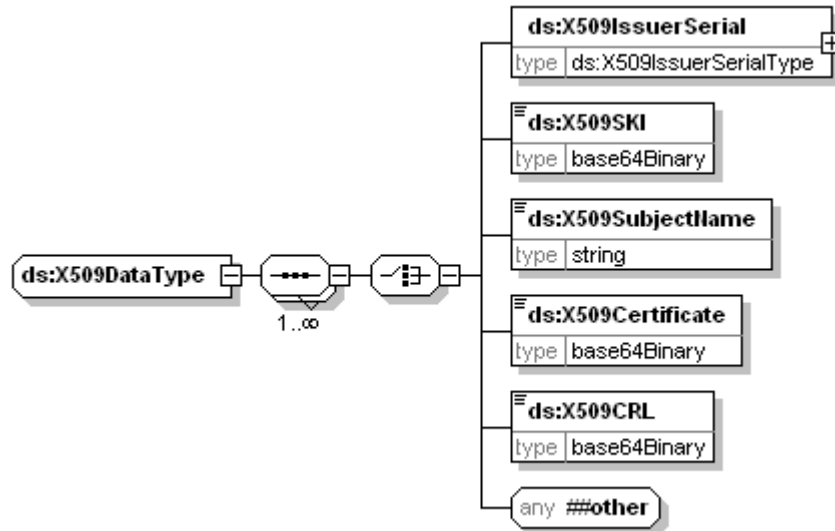 ds:X509IssuerSerial
type ds:X509IssuerSerialType
ds:X509SKI
type base64Binary
ds:X509SubjectName
type string
ds:X509DataType
1..∞
ds:X509Certificate
type base64Binary
ds:X509CRL
type base64Binary
any ##other